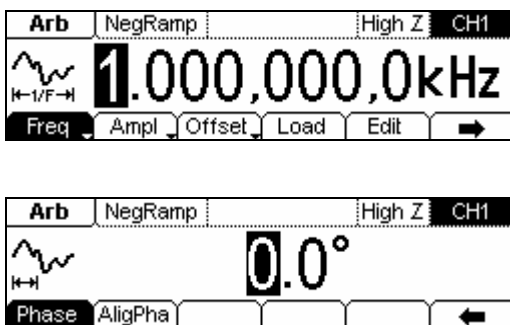 Arb NegRamp High Z CH1
1.000,000,0kHz
1/F
Freq Ampl Offset Load Edit
Arb NegRamp High Z CH1
0.0°
Phase AligPha